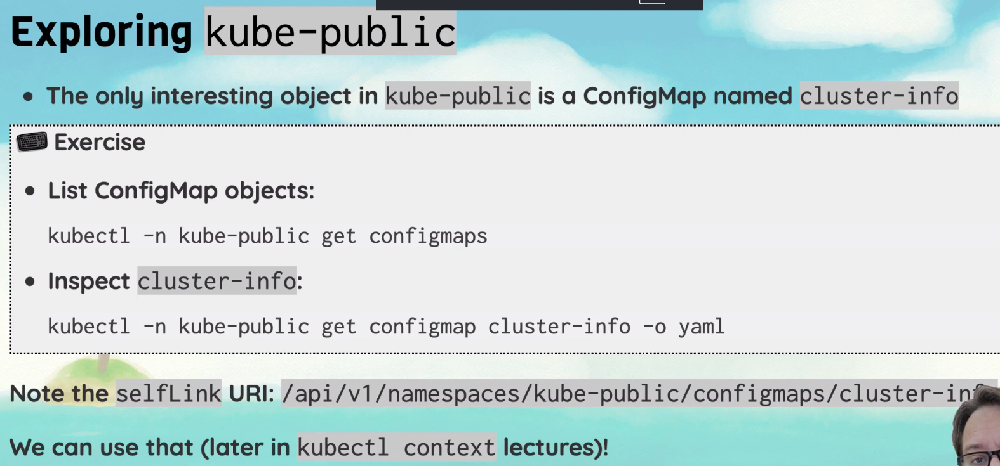 Exploring kube-public
The only interesting object in kube-public is a ConfigMap named cluster-info
Exercise
List ConfigMap objects:
kubectl -n kube-public get configmaps
Inspect cluster-info:
kubectl -n kube-public get configmap cluster-info -o yaml
Note the selfLink URI: /api/v1/namespaces/kube-public/configmaps/cluster-inf
We can use that (later in kubectl context lectures)!